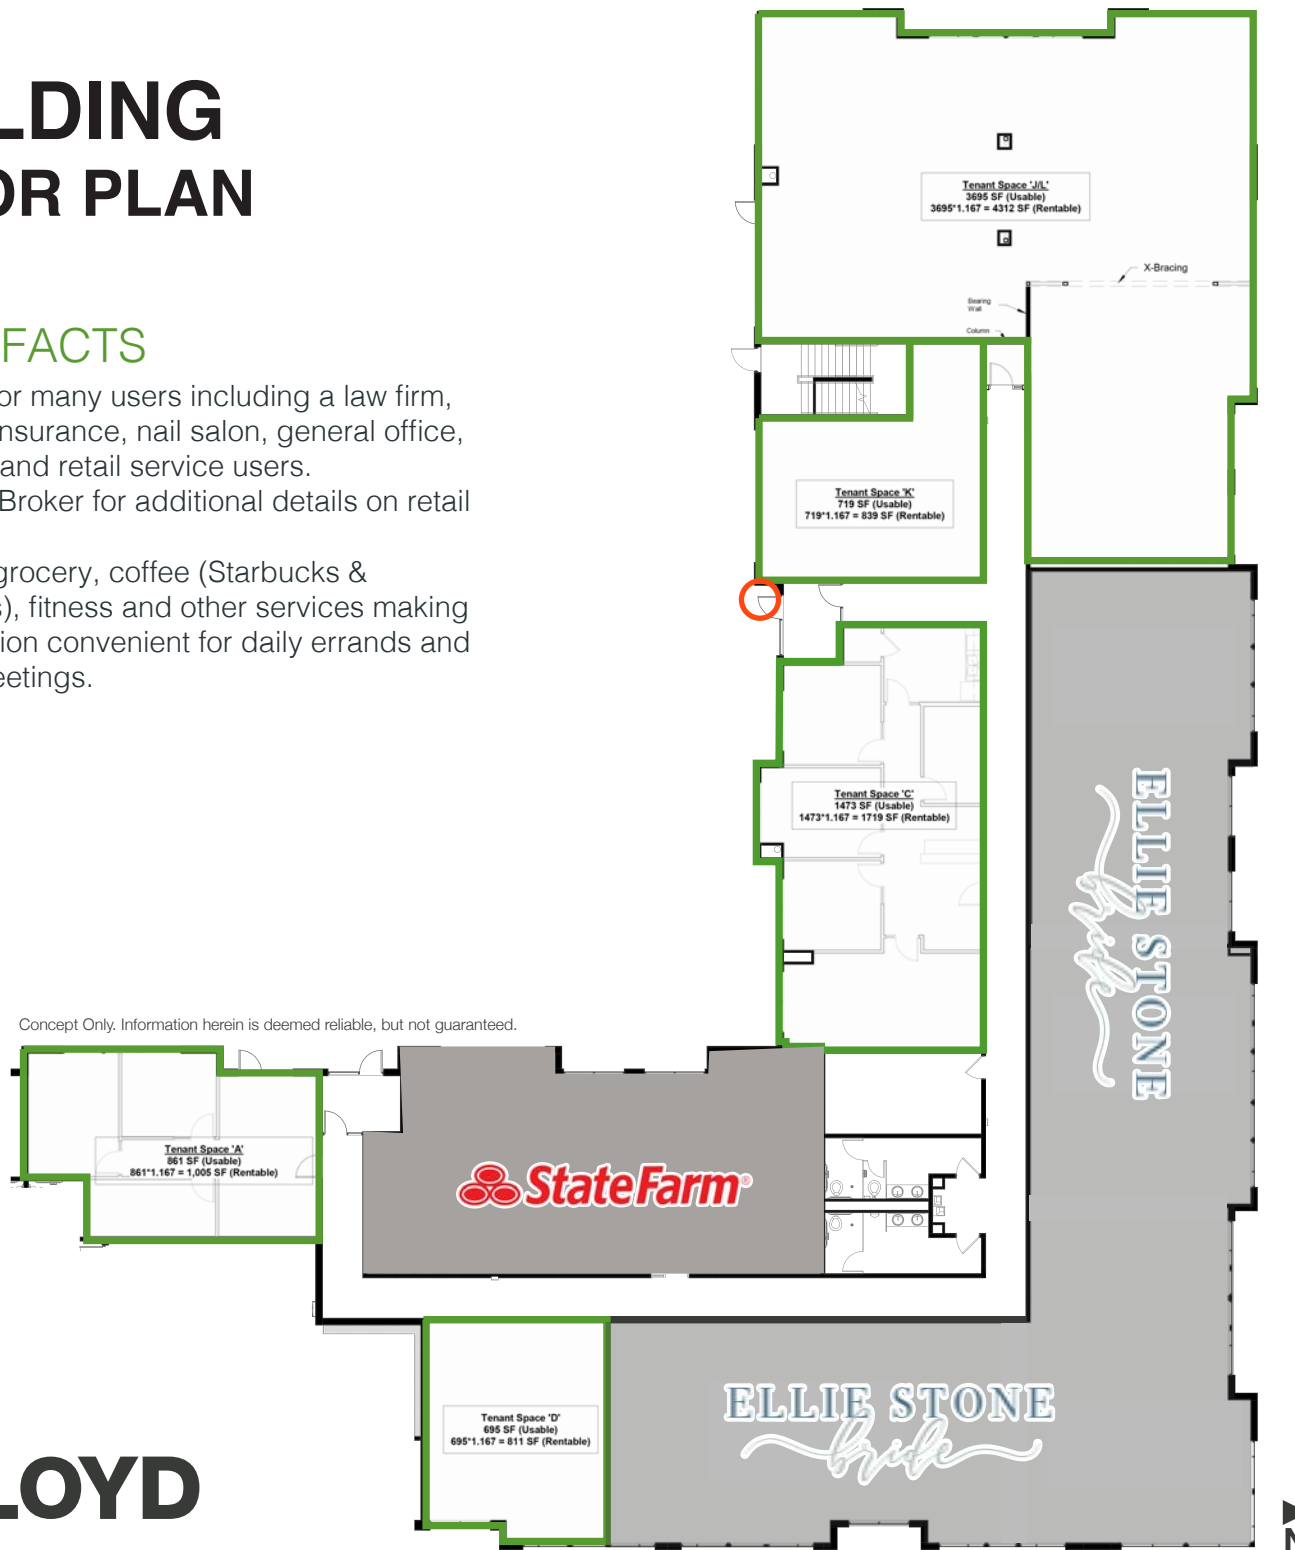 LDING
OR PLAN
FACTS
or many users including a law firm,
nsurance, nail salon, general office,
and retail service users.
Broker for additional details on retail
grocery, coffee (Starbucks &
s), fitness and other services making
tion convenient for daily errands and
eetings.
Tenant Space 'J/L'
3695 SF (Usable)
3695*1.167 = 4312 SF (Rentable)
X-Bracing
Bearing
Wall
Column
Tenant Space 'K'
719 SF (Usable)
719*1.167 = 839 SF (Rentable)
Tenant Space 'C'
1473 SF (Usable)
1473*1.167 = 1719 SF (Rentable)
ELLIE STONE
bride
Concept Only. Information herein is deemed reliable, but not guaranteed.
Tenant Space 'A'
861 SF (Usable)
861*1.167 = 1,005 SF (Rentable)
StateFarm®
Tenant Space 'D'
695 SF (Usable)
695*1.167 = 811 SF (Rentable)
ELLIE STONE
bride
LOYD
N